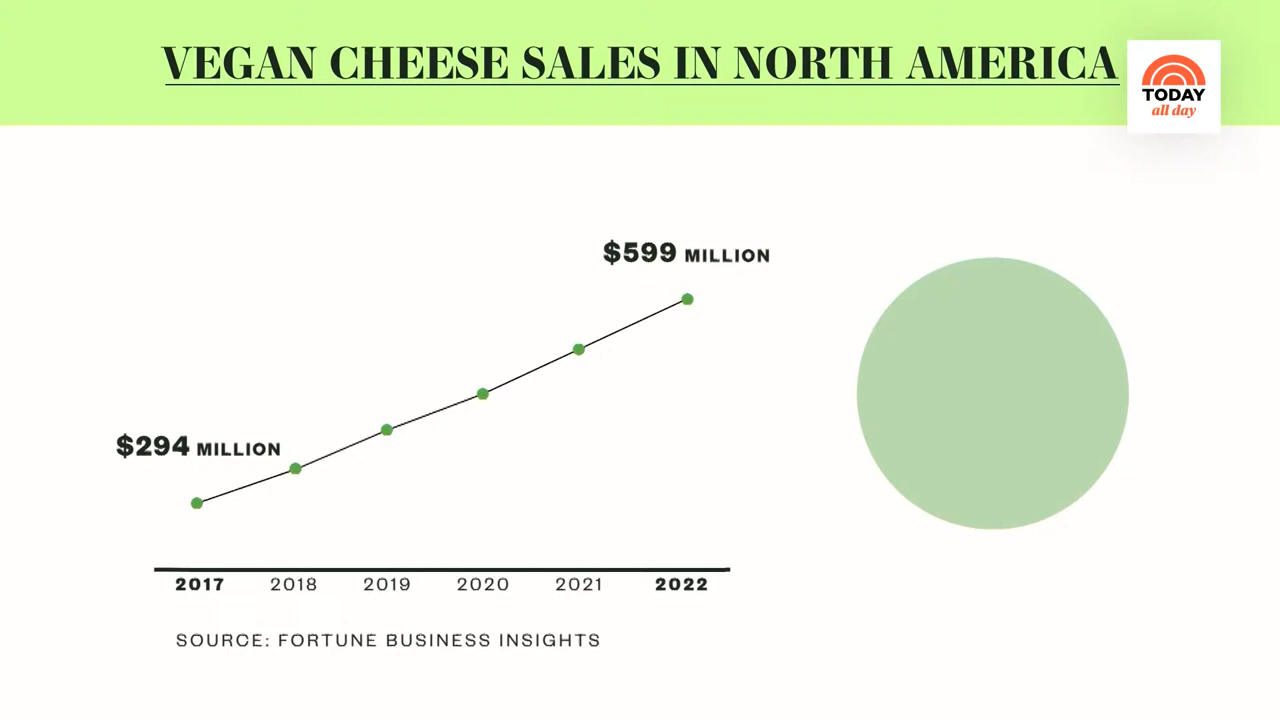 VEGAN CHEESE SALES IN NORTH AMERICA
TODAY
all day
$599 MILLION
$294 MILLION
2017 2018 2019 2020 2021 2022
SOURCE: FORTUNE BUSINESS INSIGHTS